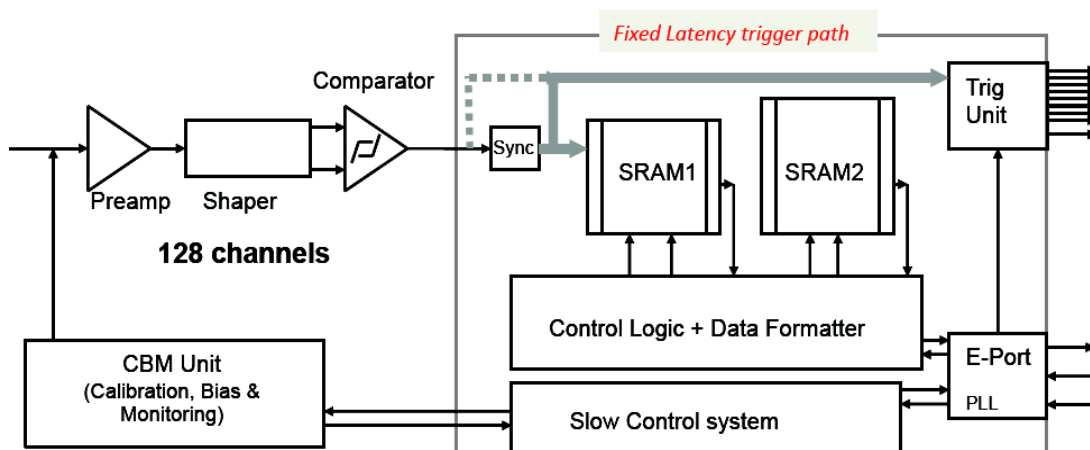 Fixed Latency trigger path
Comparator
Trig
Unit
Sync
SRAM1
SRAM2
Preamp
Shaper
128 channels
Control Logic + Data Formatter
CBM Unit
(Calibration, Bias &
Monitoring)
E-Port
PLL
Slow Control system